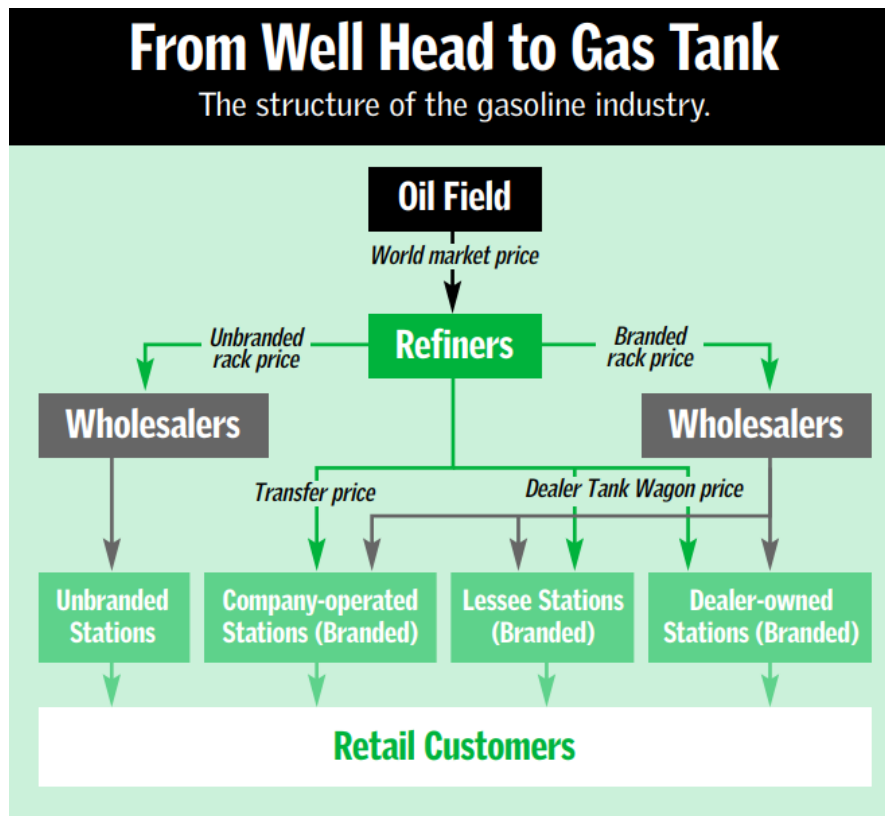 From Well Head to Gas Tank
The structure of the gasoline industry.
Oil Field
World market price
Unbranded
rack price
Refiners
Branded
rack price
Wholesalers
Wholesalers
Transfer price
Dealer Tank Wagon price
Unbranded
Stations
Company-operated
Stations (Branded)
Lessee Stations
(Branded)
Dealer-owned
Stations (Branded)
Retail Customers